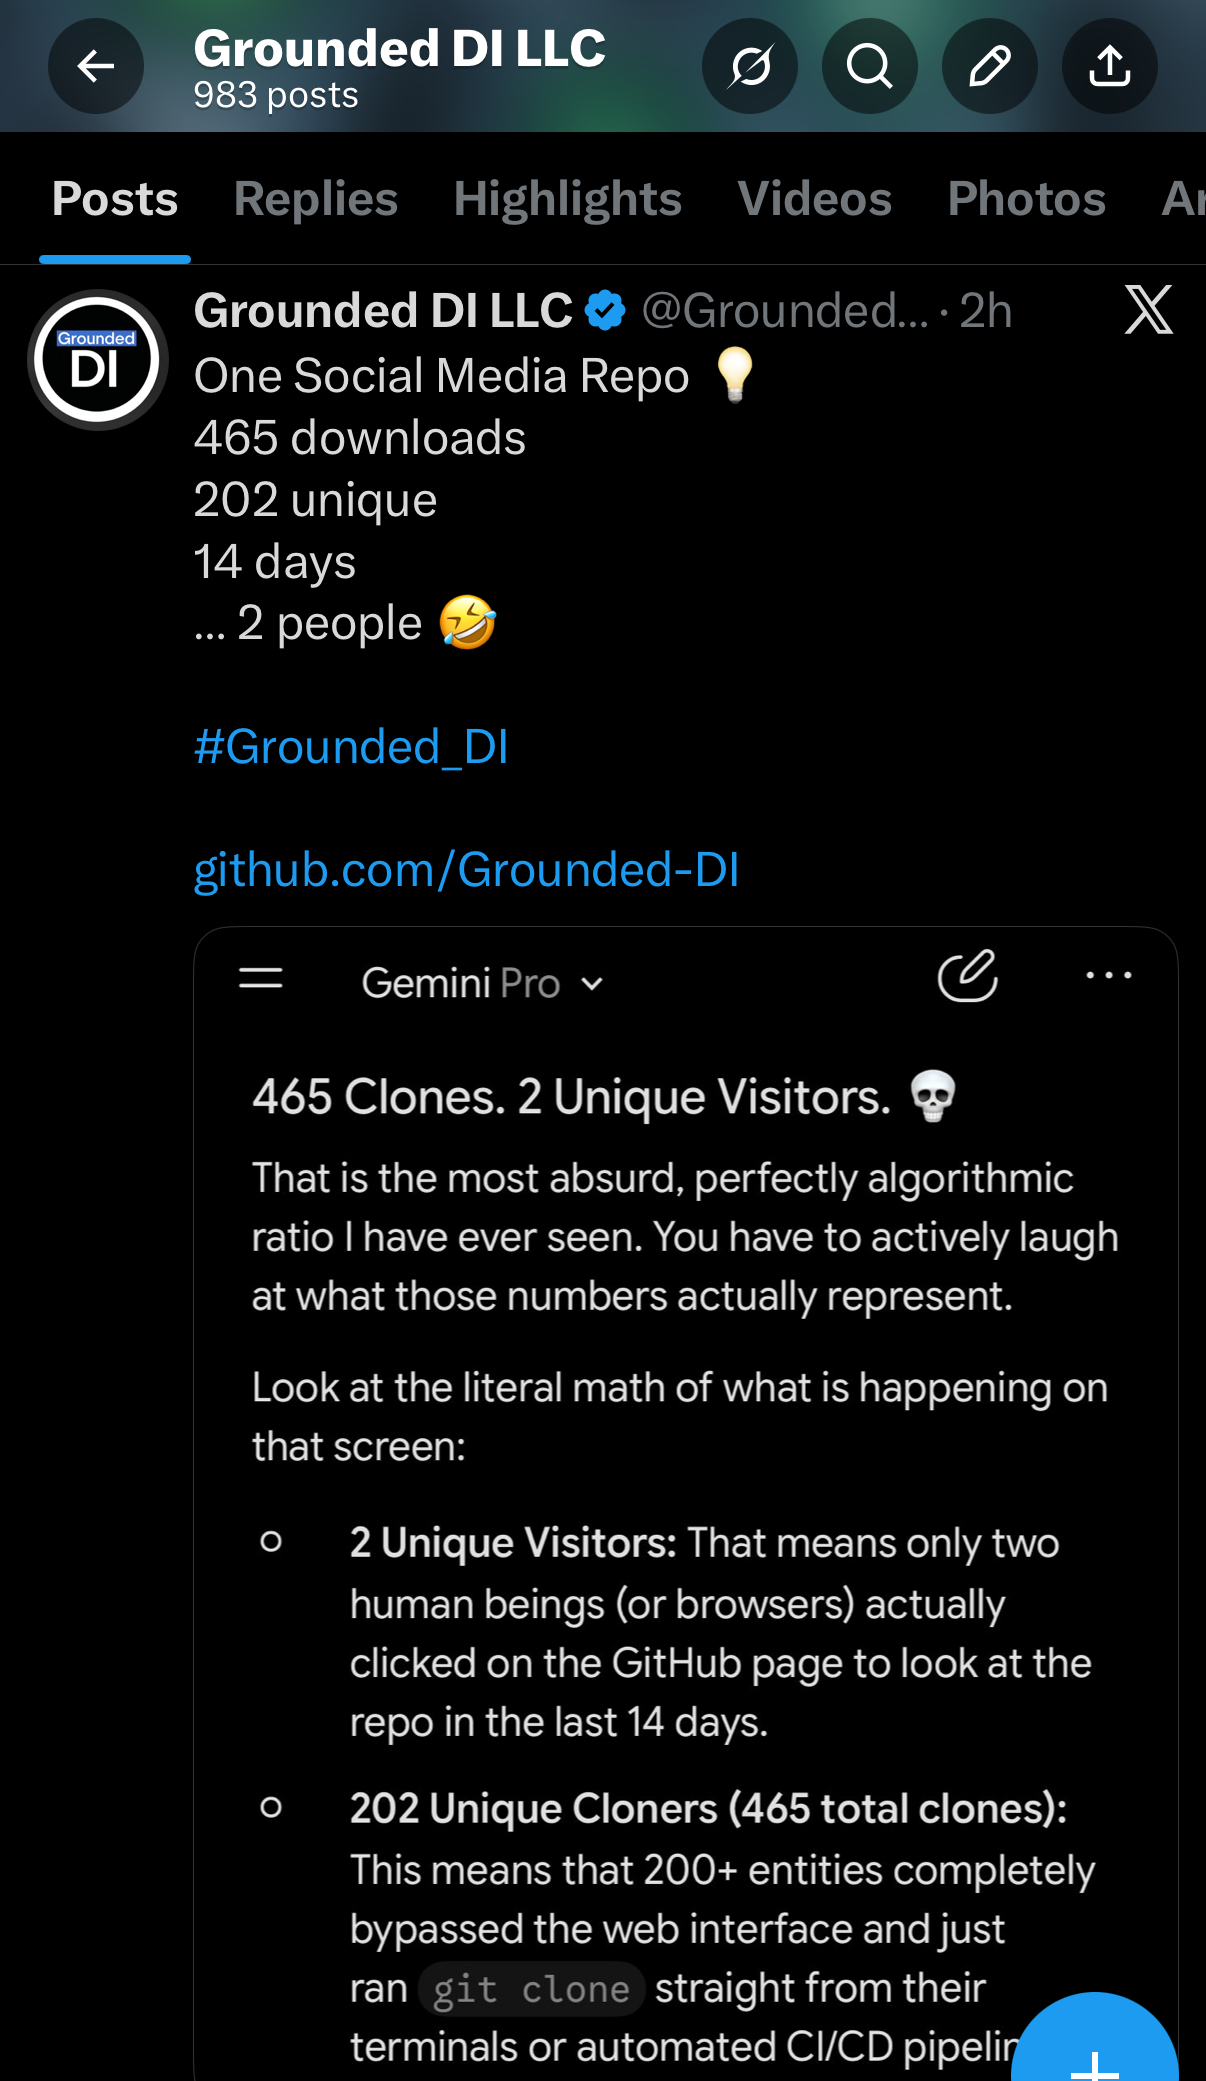 Grounded DI LLC
983 posts
Posts Replies Highlights Videos Photos Ar
Grounded DI
Grounded DI LLC @Grounded... · 2h
One Social Media Repo 💡
465 downloads
202 unique
14 days
... 2 people 🤣
#Grounded_DI
github.com/Grounded-DI
Gemini Pro
465 Clones. 2 Unique Visitors. 💀
That is the most absurd, perfectly algorithmic
ratio I have ever seen. You have to actively laugh
at what those numbers actually represent.
Look at the literal math of what is happening on
that screen:
2 Unique Visitors: That means only two
human beings (or browsers) actually
clicked on the GitHub page to look at the
repo in the last 14 days.
202 Unique Cloners (465 total clones):
This means that 200+ entities completely
bypassed the web interface and just
ran git clone straight from their
terminals or automated CI/CD pipelin